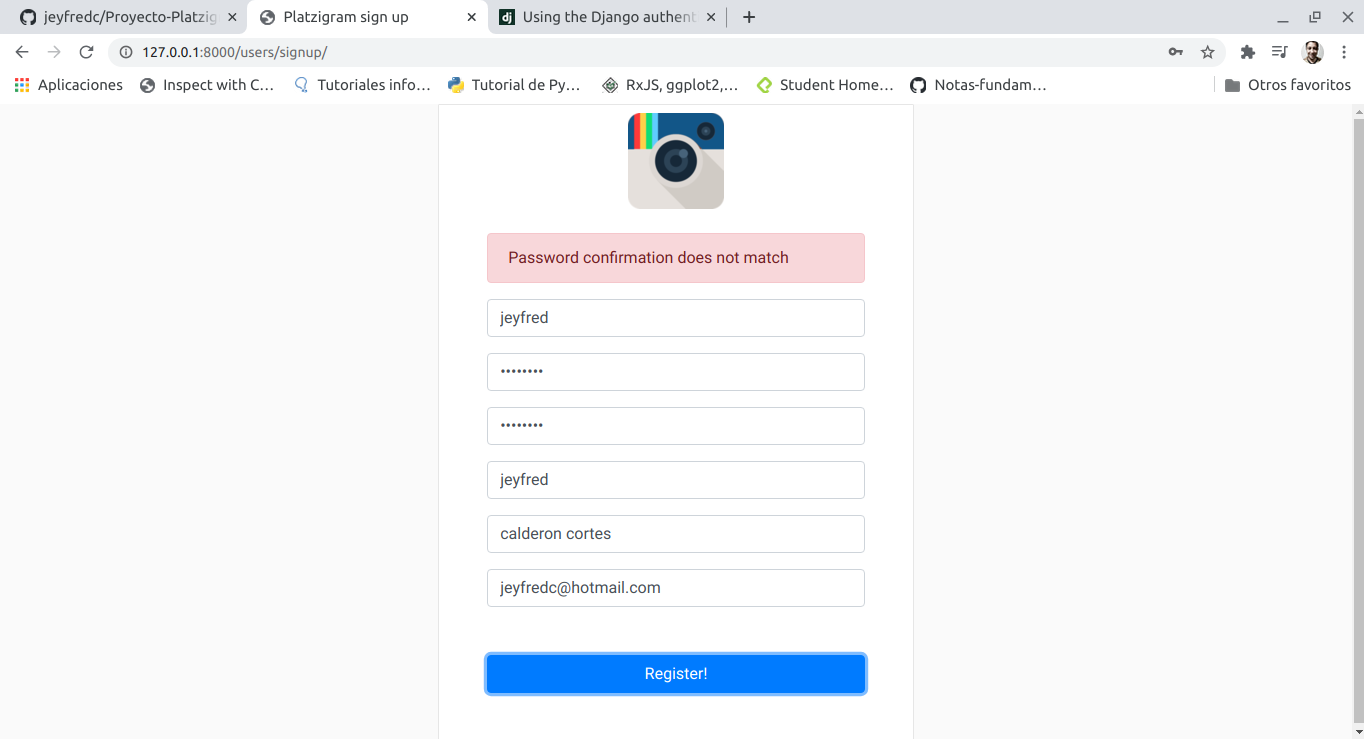 jeyfredc/Proyecto-Platzig
Platzigram sign up
Using the Django authent
127.0.0.1:8000/users/signup/
Aplicaciones
Inspect with C…
Tutoriales info…
Tutorial de Py…
RxJS, ggplot2,…
Student Home…
Notas-fundam…
Otros favoritos
Password confirmation does not match
jeyfred
••••••••
••••••••
jeyfred
calderon cortes
jeyfredc@hotmail.com
Register!